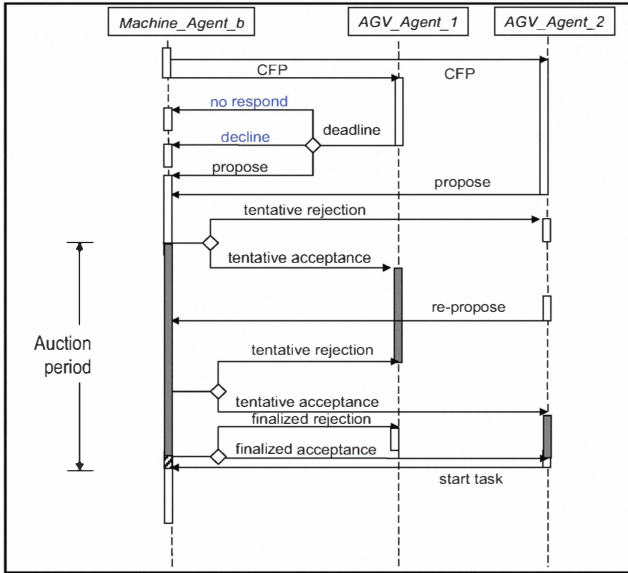 Machine_Agent_b
AGV_Agent_1
AGV_Agent_2
CFP
CFP
no respond
deadline
decline
propose
propose
tentative rejection
tentative acceptance
re-propose
Auction
period
tentative rejection
tentative acceptance
finalized rejection
finalized acceptance
start task